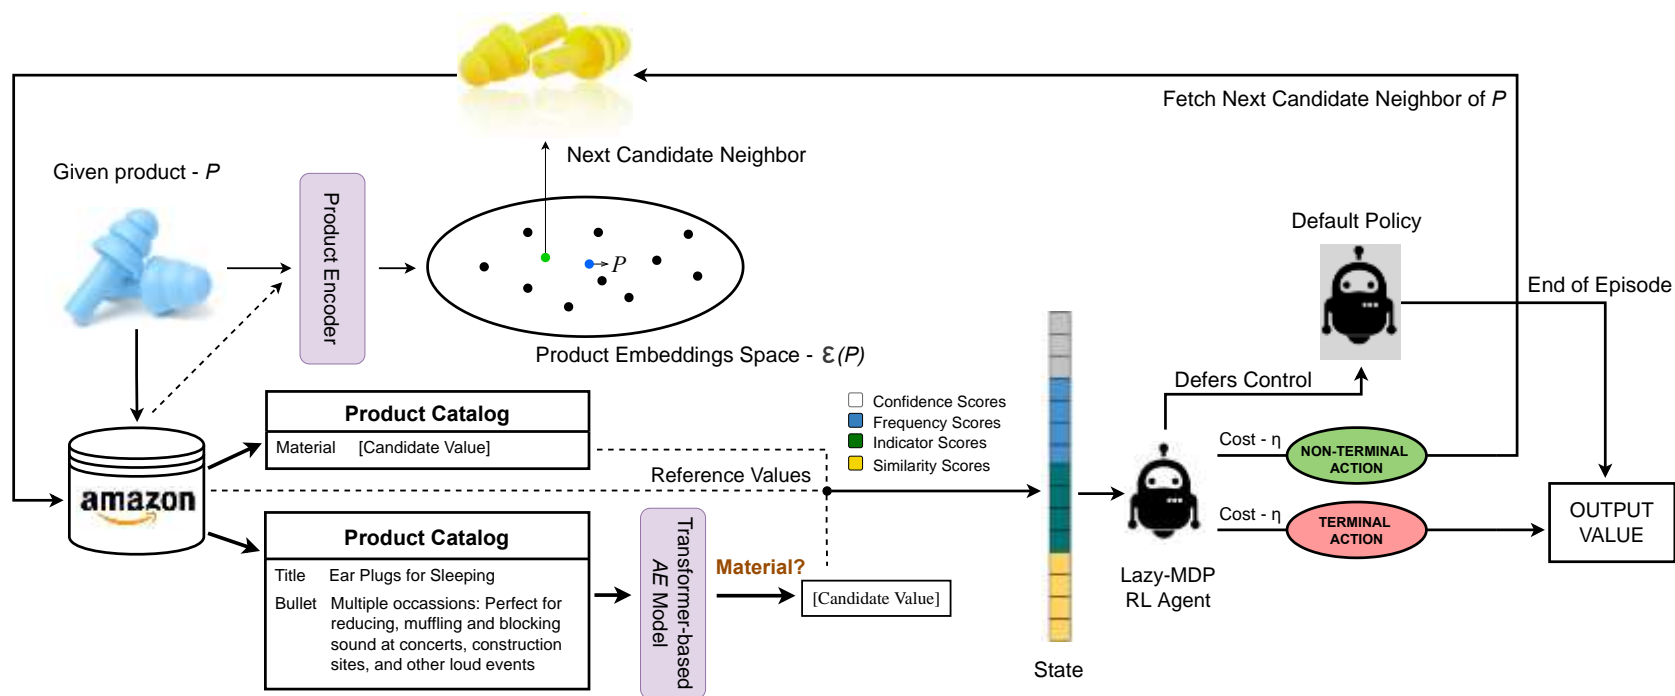 Fetch Next Candidate Neighbor of P
Next Candidate Neighbor
Given product - P
Product Encoder
P
Product Embeddings Space - Ɛ(P)
Default Policy
End of Episode
Defers Control
Product Catalog
Material [Candidate Value]
Confidence Scores
Frequency Scores
Indicator Scores
Similarity Scores
Reference Values
amazon
Product Catalog
Title Ear Plugs for Sleeping
Bullet Multiple occassions: Perfect for
reducing, muffling and blocking
sound at concerts, construction
sites, and other loud events
Transformer-based
AE Model
Material?
[Candidate Value]
State
Lazy-MDP
RL Agent
Cost - η
NON-TERMINAL
ACTION
Cost - η
TERMINAL
ACTION
OUTPUT
VALUE